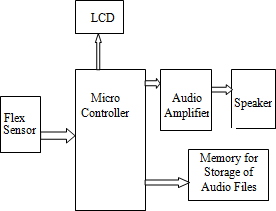 LCD
Micro
Controller
Audio
Amplifier
Speaker
Flex
Sensor
Memory for
Storage of
Audio Files